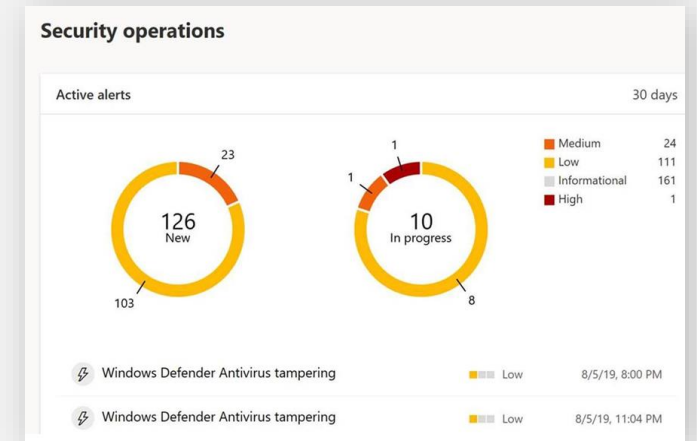 Security operations
Active alerts 30 days
23
126
New
103
1
1
10
In progress
8
Medium 24
Low 111
Informational 161
High 1
Windows Defender Antivirus tampering Low 8/5/19, 8:00 PM
Windows Defender Antivirus tampering Low 8/5/19, 11:04 PM